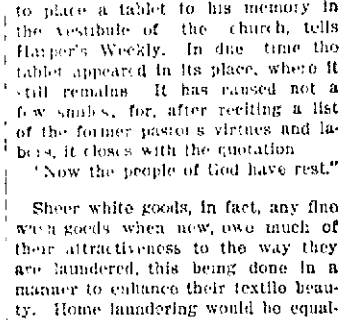 to place a tablet to his memory in
the vestibule of the church, tells
Harper's Weekly. In due time the
tablet appeared in its place, where it
still remains It has caused not a
few smiles, for, after reciting a list
of the former pastor's virtues and la-
bors, it closes with the quotation
"Now the people of God have rest."
Sheer white goods, in fact, any fine
wash goods when new, owe much of
their attractiveness to the way they
are laundered, this being done in a
manner to enhance their textile beau-
ty. Home laundering would be equal-